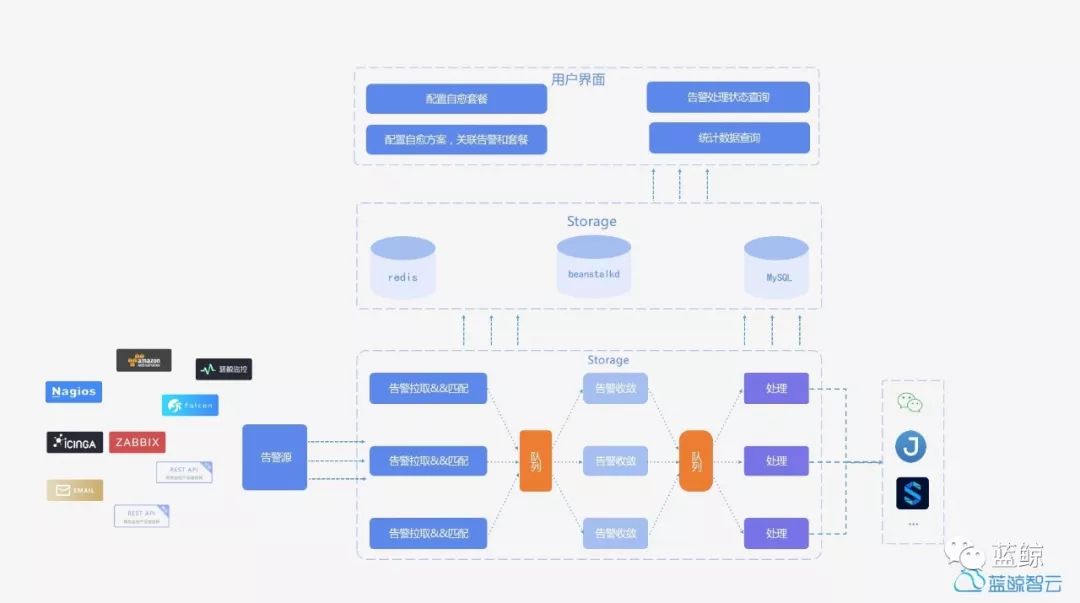 用户界面
配置自愈套餐
告警处理状态查询
配置自愈方案，关联告警和套餐
统计数据查询
Storage
redis
beanstalkd
MySQL
Storage
amazon
蓝鲸监控
Nagios
Falcon
ICINGA
ZABBIX
REST API
EMAIL
REST API
告警源
告警拉取&&匹配
告警收敛
处理
告警拉取&&匹配
队列
告警收敛
队列
处理
告警拉取&&匹配
告警收敛
处理
J
S
...
蓝鲸
蓝鲸智云